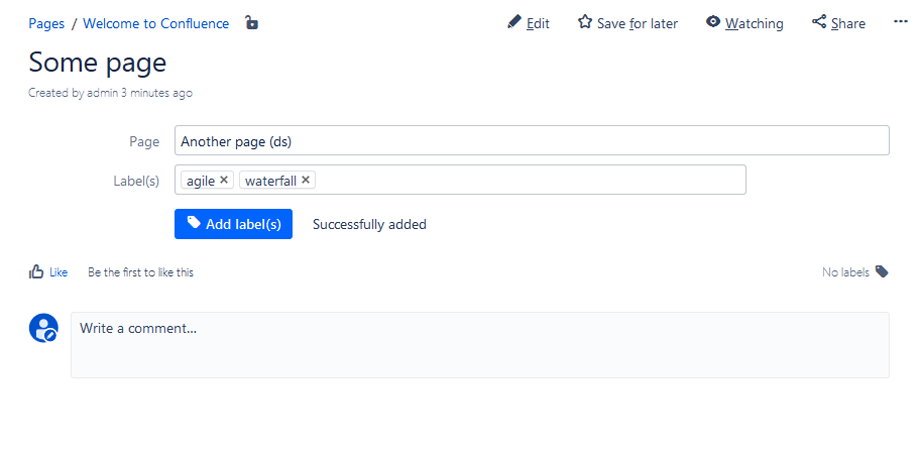 Pages / Welcome to Confluence
Edit Save for later Watching Share
Some page
Created by admin 3 minutes ago
Page Another page (ds)
Label(s) agile × waterfall ×
Add label(s) Successfully added
Like Be the first to like this No labels
Write a comment...